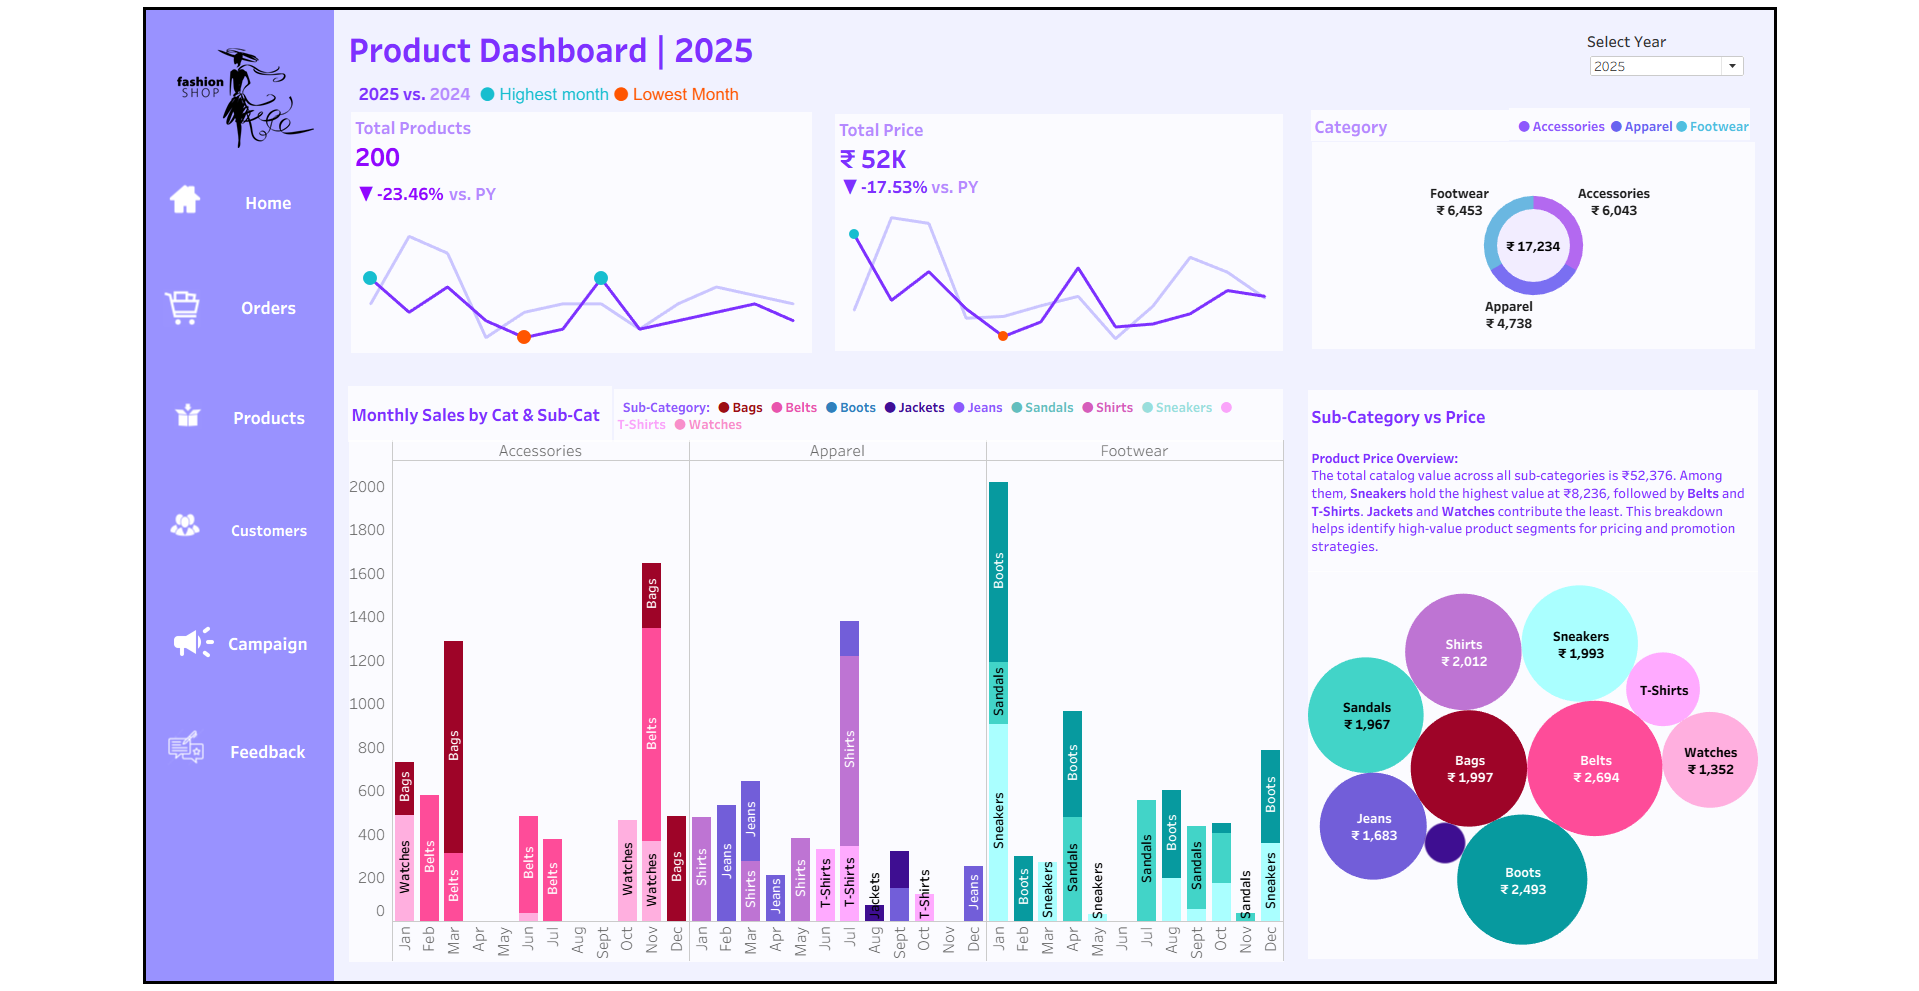 fashion
SHOP
Home
Orders
Products
Customers
Campaign
Feedback
Product Dashboard | 2025
Select Year
2025
2025 vs. 2024 Highest month Lowest Month
Total Products
200
▼ -23.46% vs. PY
Total Price
₹ 52K
▼ -17.53% vs. PY
Category
Accessories Apparel Footwear
Footwear
₹ 6,453
Accessories
₹ 6,043
₹ 17,234
Apparel
₹ 4,738
Monthly Sales by Cat & Sub-Cat
Sub-Category: Bags Belts Boots Jackets Jeans Sandals Shirts Sneakers
T-Shirts Watches
Accessories Apparel Footwear
2000
1800
1600
1400
1200
1000
800
600
400
200
0
Watches Bags
Belts
Belts Bags
Belts
Belts
Watches
Watches Belts Bags
Bags
Shirts
Jeans
Shirts Jeans
Jeans
Shirts
T-Shirts
T-Shirts Shirts
Jackets
T-Shirts
Jeans
Sneakers Sandals Boots
Boots
Sneakers
Sandals Boots
Sneakers
Sandals
Boots
Sandals
Sandals
Sneakers Boots
Jan Feb Mar Apr May Jun Jul Aug Sept Oct Nov Dec Jan Feb Mar Apr May Jun Jul Aug Sept Oct Nov Dec Jan Feb Mar Apr May Jun Jul Aug Sept Oct Nov Dec
Sub-Category vs Price
Product Price Overview:
The total catalog value across all sub-categories is ₹52,376. Among
them, Sneakers hold the highest value at ₹8,236, followed by Belts and
T-Shirts. Jackets and Watches contribute the least. This breakdown
helps identify high-value product segments for pricing and promotion
strategies.
Shirts
₹ 2,012
Sneakers
₹ 1,993
T-Shirts
Sandals
₹ 1,967
Bags
₹ 1,997
Belts
₹ 2,694
Watches
₹ 1,352
Jeans
₹ 1,683
Boots
₹ 2,493